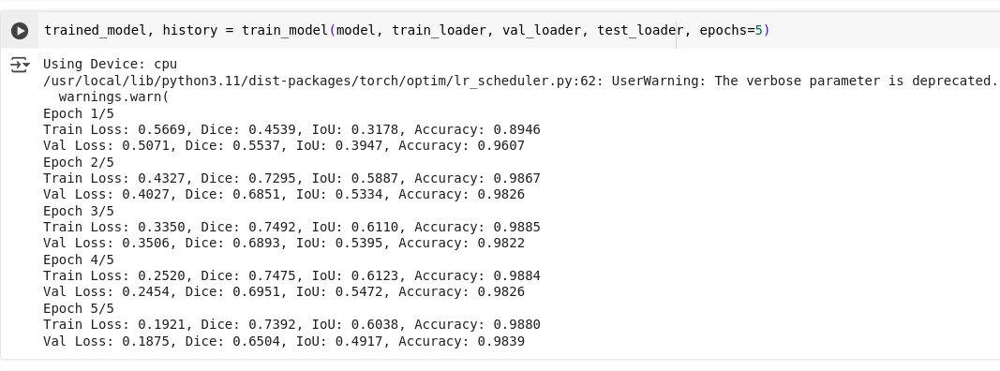 trained_model, history = train_model(model, train_loader, val_loader, test_loader, epochs=5)
Using Device: cpu
/usr/local/lib/python3.11/dist-packages/torch/optim/lr_scheduler.py:62: UserWarning: The verbose parameter is deprecated.
  warnings.warn(
Epoch 1/5
Train Loss: 0.5669, Dice: 0.4539, IoU: 0.3178, Accuracy: 0.8946
Val Loss: 0.5071, Dice: 0.5537, IoU: 0.3947, Accuracy: 0.9607
Epoch 2/5
Train Loss: 0.4327, Dice: 0.7295, IoU: 0.5887, Accuracy: 0.9867
Val Loss: 0.4027, Dice: 0.6851, IoU: 0.5334, Accuracy: 0.9826
Epoch 3/5
Train Loss: 0.3350, Dice: 0.7492, IoU: 0.6110, Accuracy: 0.9885
Val Loss: 0.3506, Dice: 0.6893, IoU: 0.5395, Accuracy: 0.9822
Epoch 4/5
Train Loss: 0.2520, Dice: 0.7475, IoU: 0.6123, Accuracy: 0.9884
Val Loss: 0.2454, Dice: 0.6951, IoU: 0.5472, Accuracy: 0.9826
Epoch 5/5
Train Loss: 0.1921, Dice: 0.7392, IoU: 0.6038, Accuracy: 0.9880
Val Loss: 0.1875, Dice: 0.6504, IoU: 0.4917, Accuracy: 0.9839